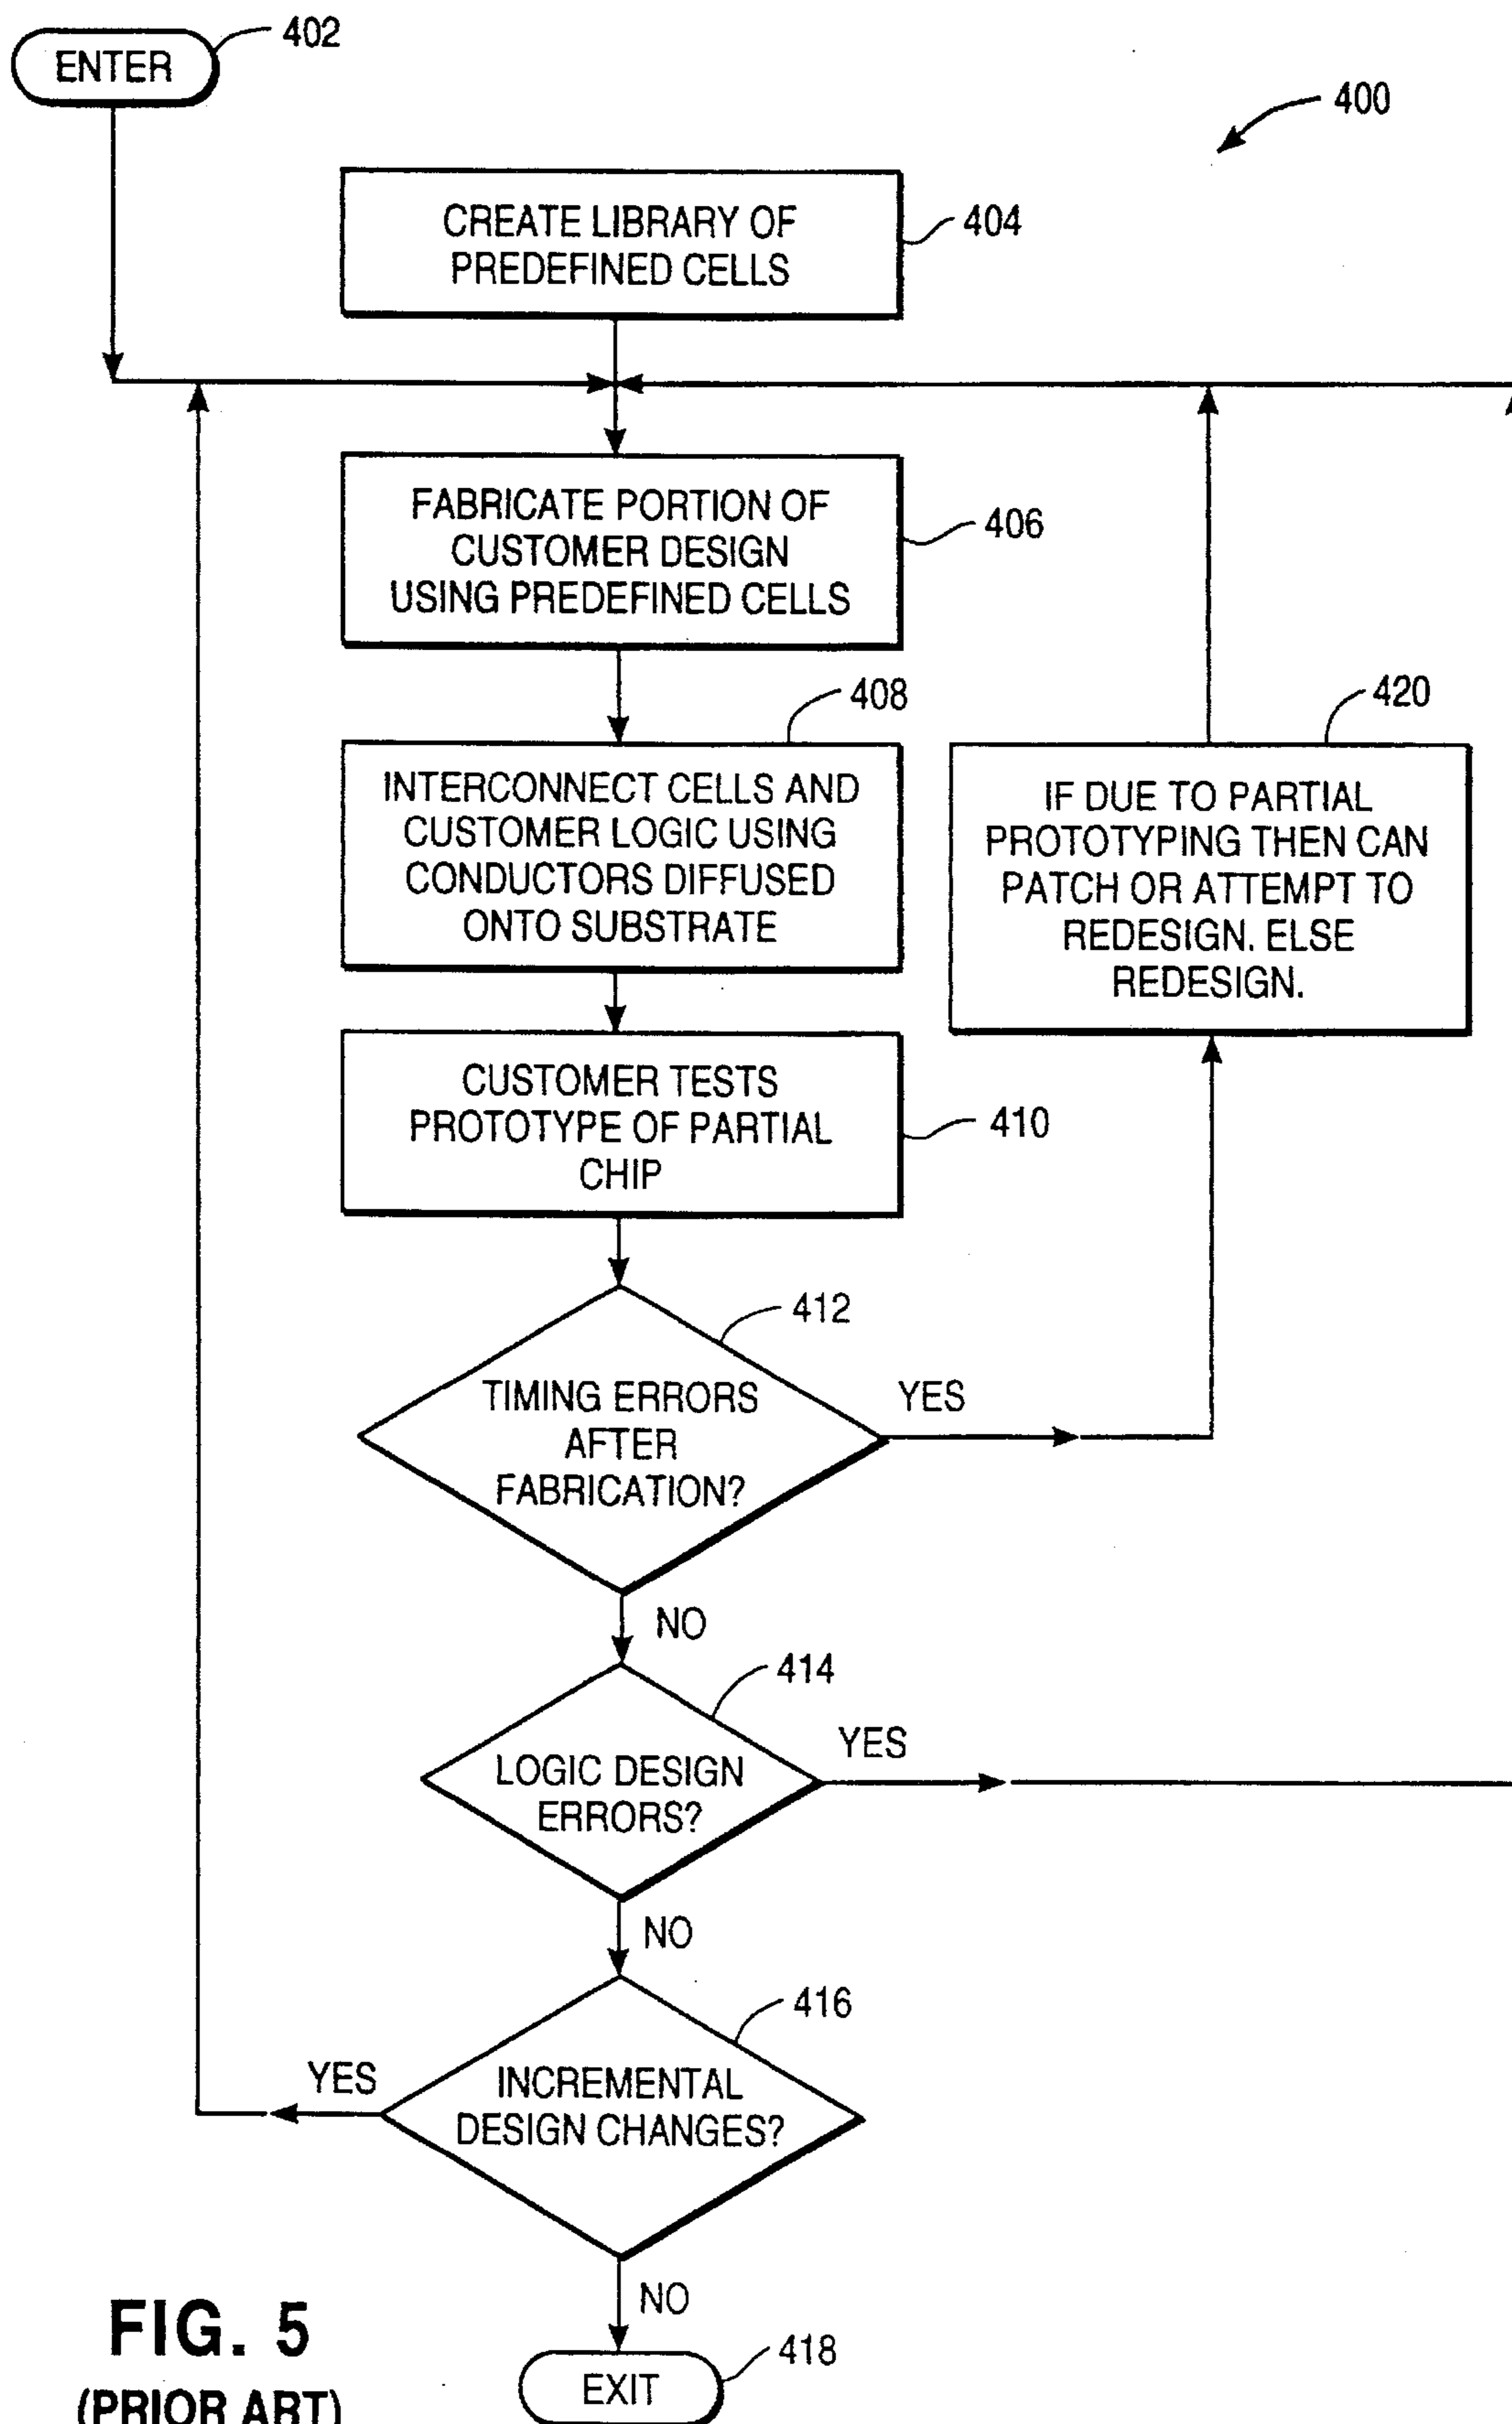 ENTER
402
400
CREATE LIBRARY OF
PREDEFINED CELLS
404
FABRICATE PORTION OF
CUSTOMER DESIGN
USING PREDEFINED CELLS
406
408
INTERCONNECT CELLS AND
CUSTOMER LOGIC USING
CONDUCTORS DIFFUSED
ONTO SUBSTRATE
420
IF DUE TO PARTIAL
PROTOTYPING THEN CAN
PATCH OR ATTEMPT TO
REDESIGN. ELSE
REDESIGN.
CUSTOMER TESTS
PROTOTYPE OF PARTIAL
CHIP
410
412
TIMING ERRORS
AFTER
FABRICATION?
YES
NO
414
LOGIC DESIGN
ERRORS?
YES
NO
416
INCREMENTAL
DESIGN CHANGES?
YES
NO
EXIT
418
FIG. 5
(PRIOR ART)